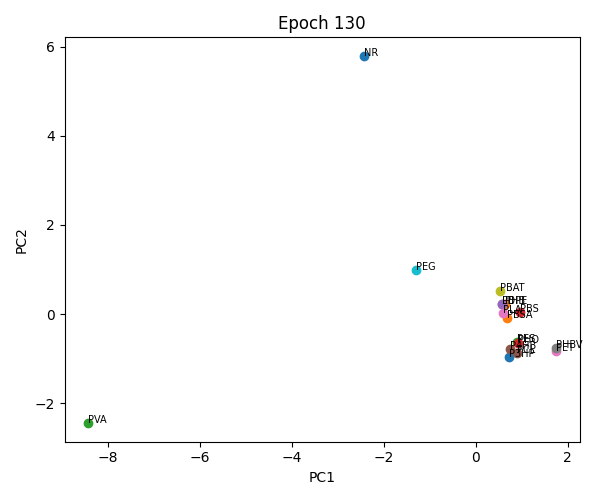 Epoch 130
NR
PEG
PBAT
PLA
PBS
PBSA
PHBV
PET
P3HP
PVA
PC1
PC2
6
4
2
0
−2
−8
−6
−4
−2
0
2